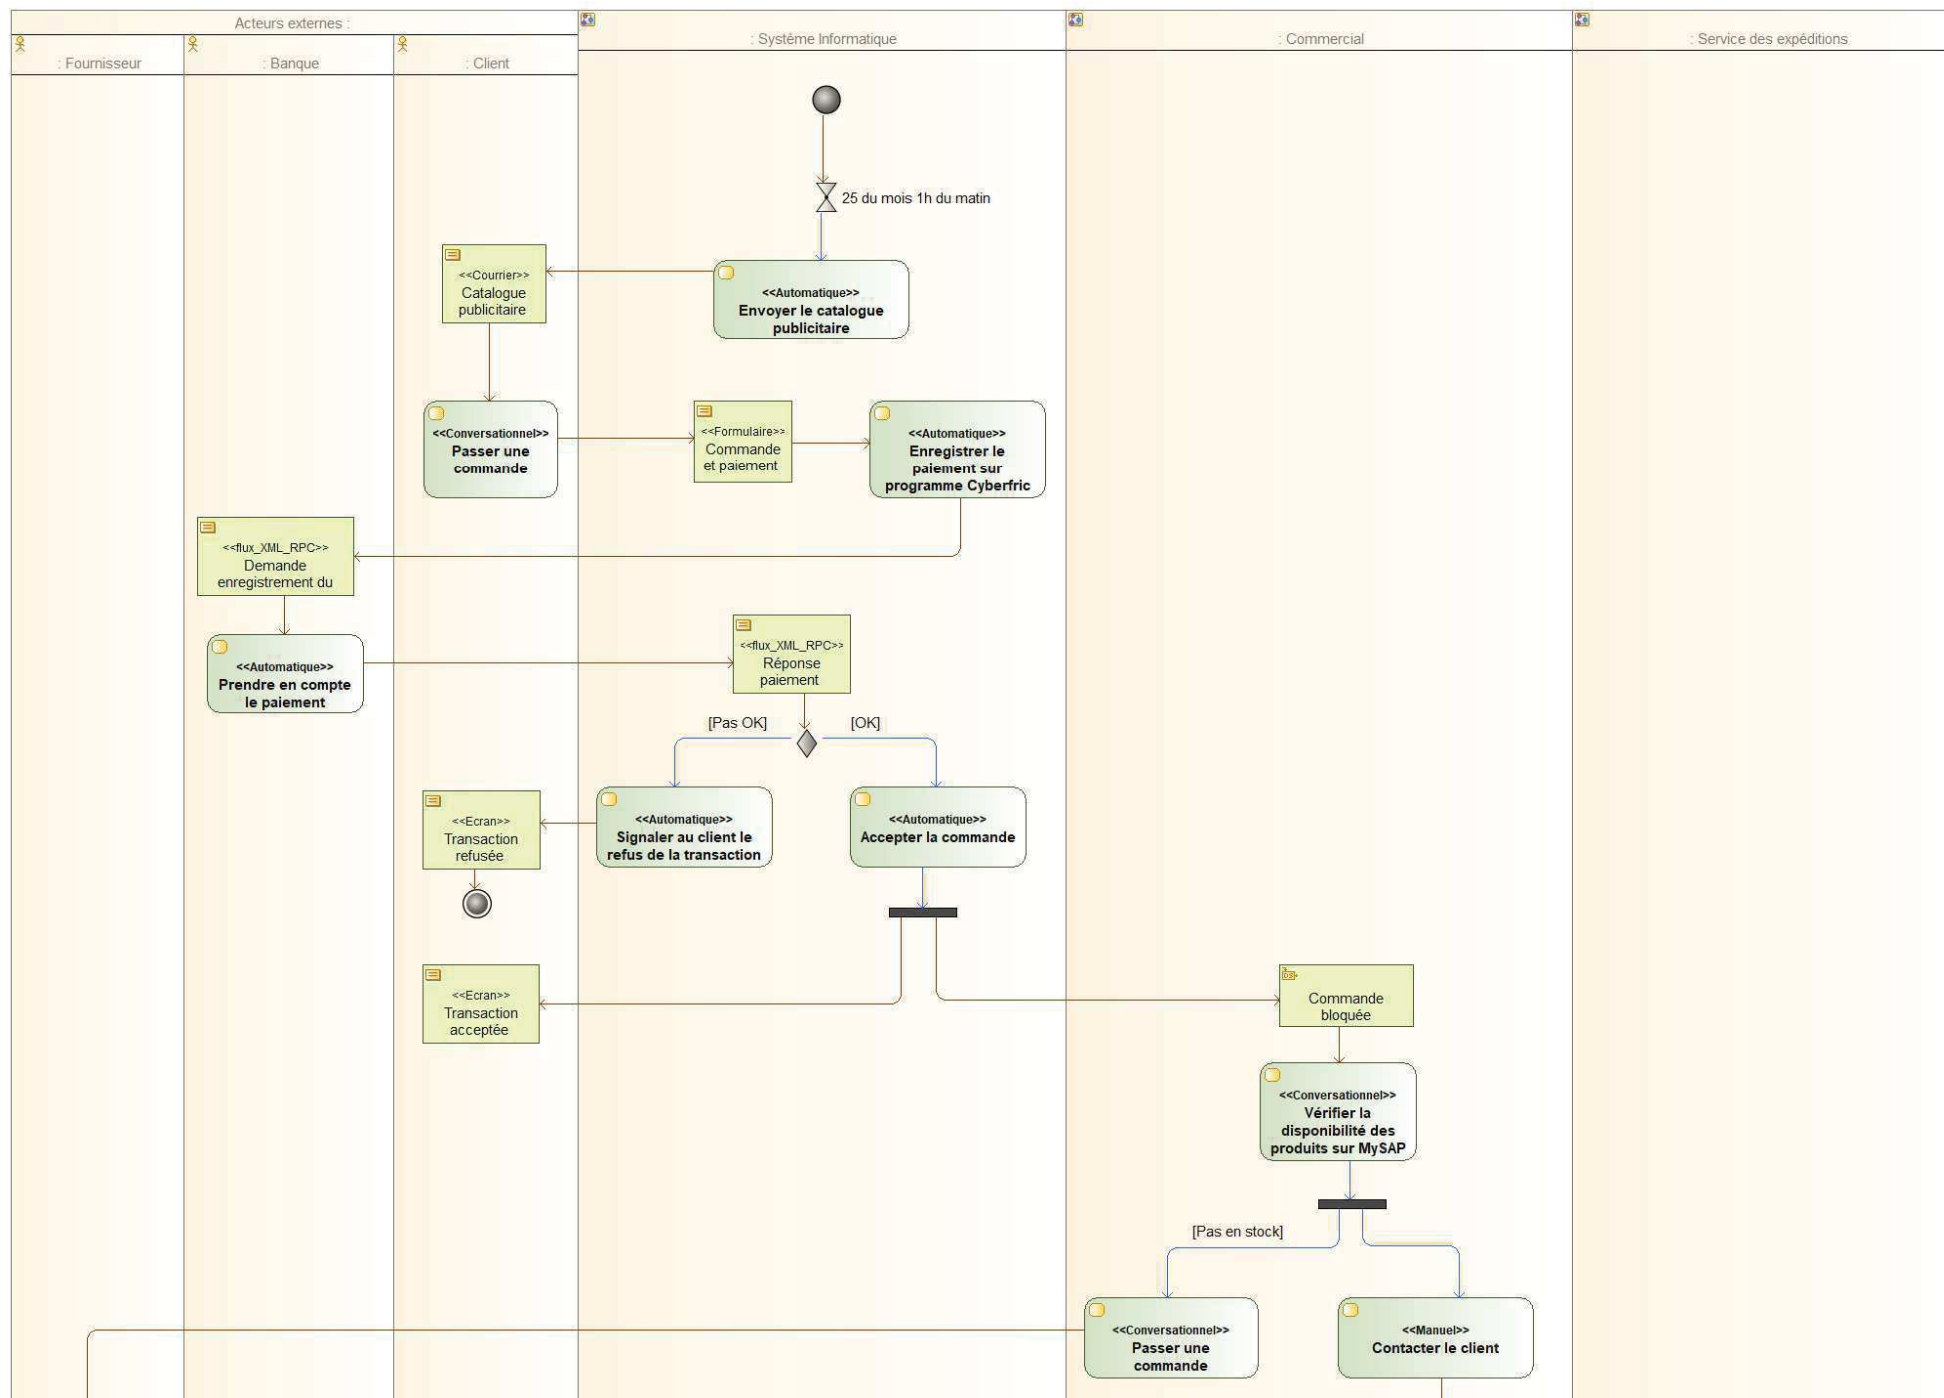 Acteurs externes :
: Fournisseur
: Banque
: Client
: Système Informatique
: Commercial
: Service des expéditions
25 du mois 1h du matin
<<Courrier>>
Catalogue
publicitaire
<<Automatique>>
Envoyer le catalogue
publicitaire
<<Conversationnel>>
Passer une
commande
<<Formulaire>>
Commande
et paiement
<<Automatique>>
Enregistrer le
paiement sur
programme Cyberfric
<<flux_XML_RPC>>
Demande
enregistrement du
<<Automatique>>
Prendre en compte
le paiement
<<flux_XML_RPC>>
Réponse
paiement
[Pas OK]
[OK]
<<Ecran>>
Transaction
refusée
<<Automatique>>
Signaler au client le
refus de la transaction
<<Automatique>>
Accepter la commande
<<Ecran>>
Transaction
acceptée
Commande
bloquée
<<Conversationnel>>
Vérifier la
disponibilité des
produits sur MySAP
[Pas en stock]
<<Conversationnel>>
Passer une
commande
<<Manuel>>
Contacter le client